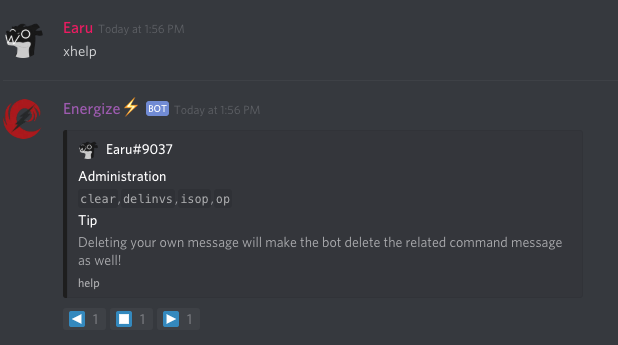 Earu Today at 1:56 PM
xhelp
Energize⚡ BOT Today at 1:56 PM
Earu#9037
Administration
clear,delinvs,isop,op
Tip
Deleting your own message will make the bot delete the related command message
as well!
help
◀ 1 ⏹ 1 ▶ 1